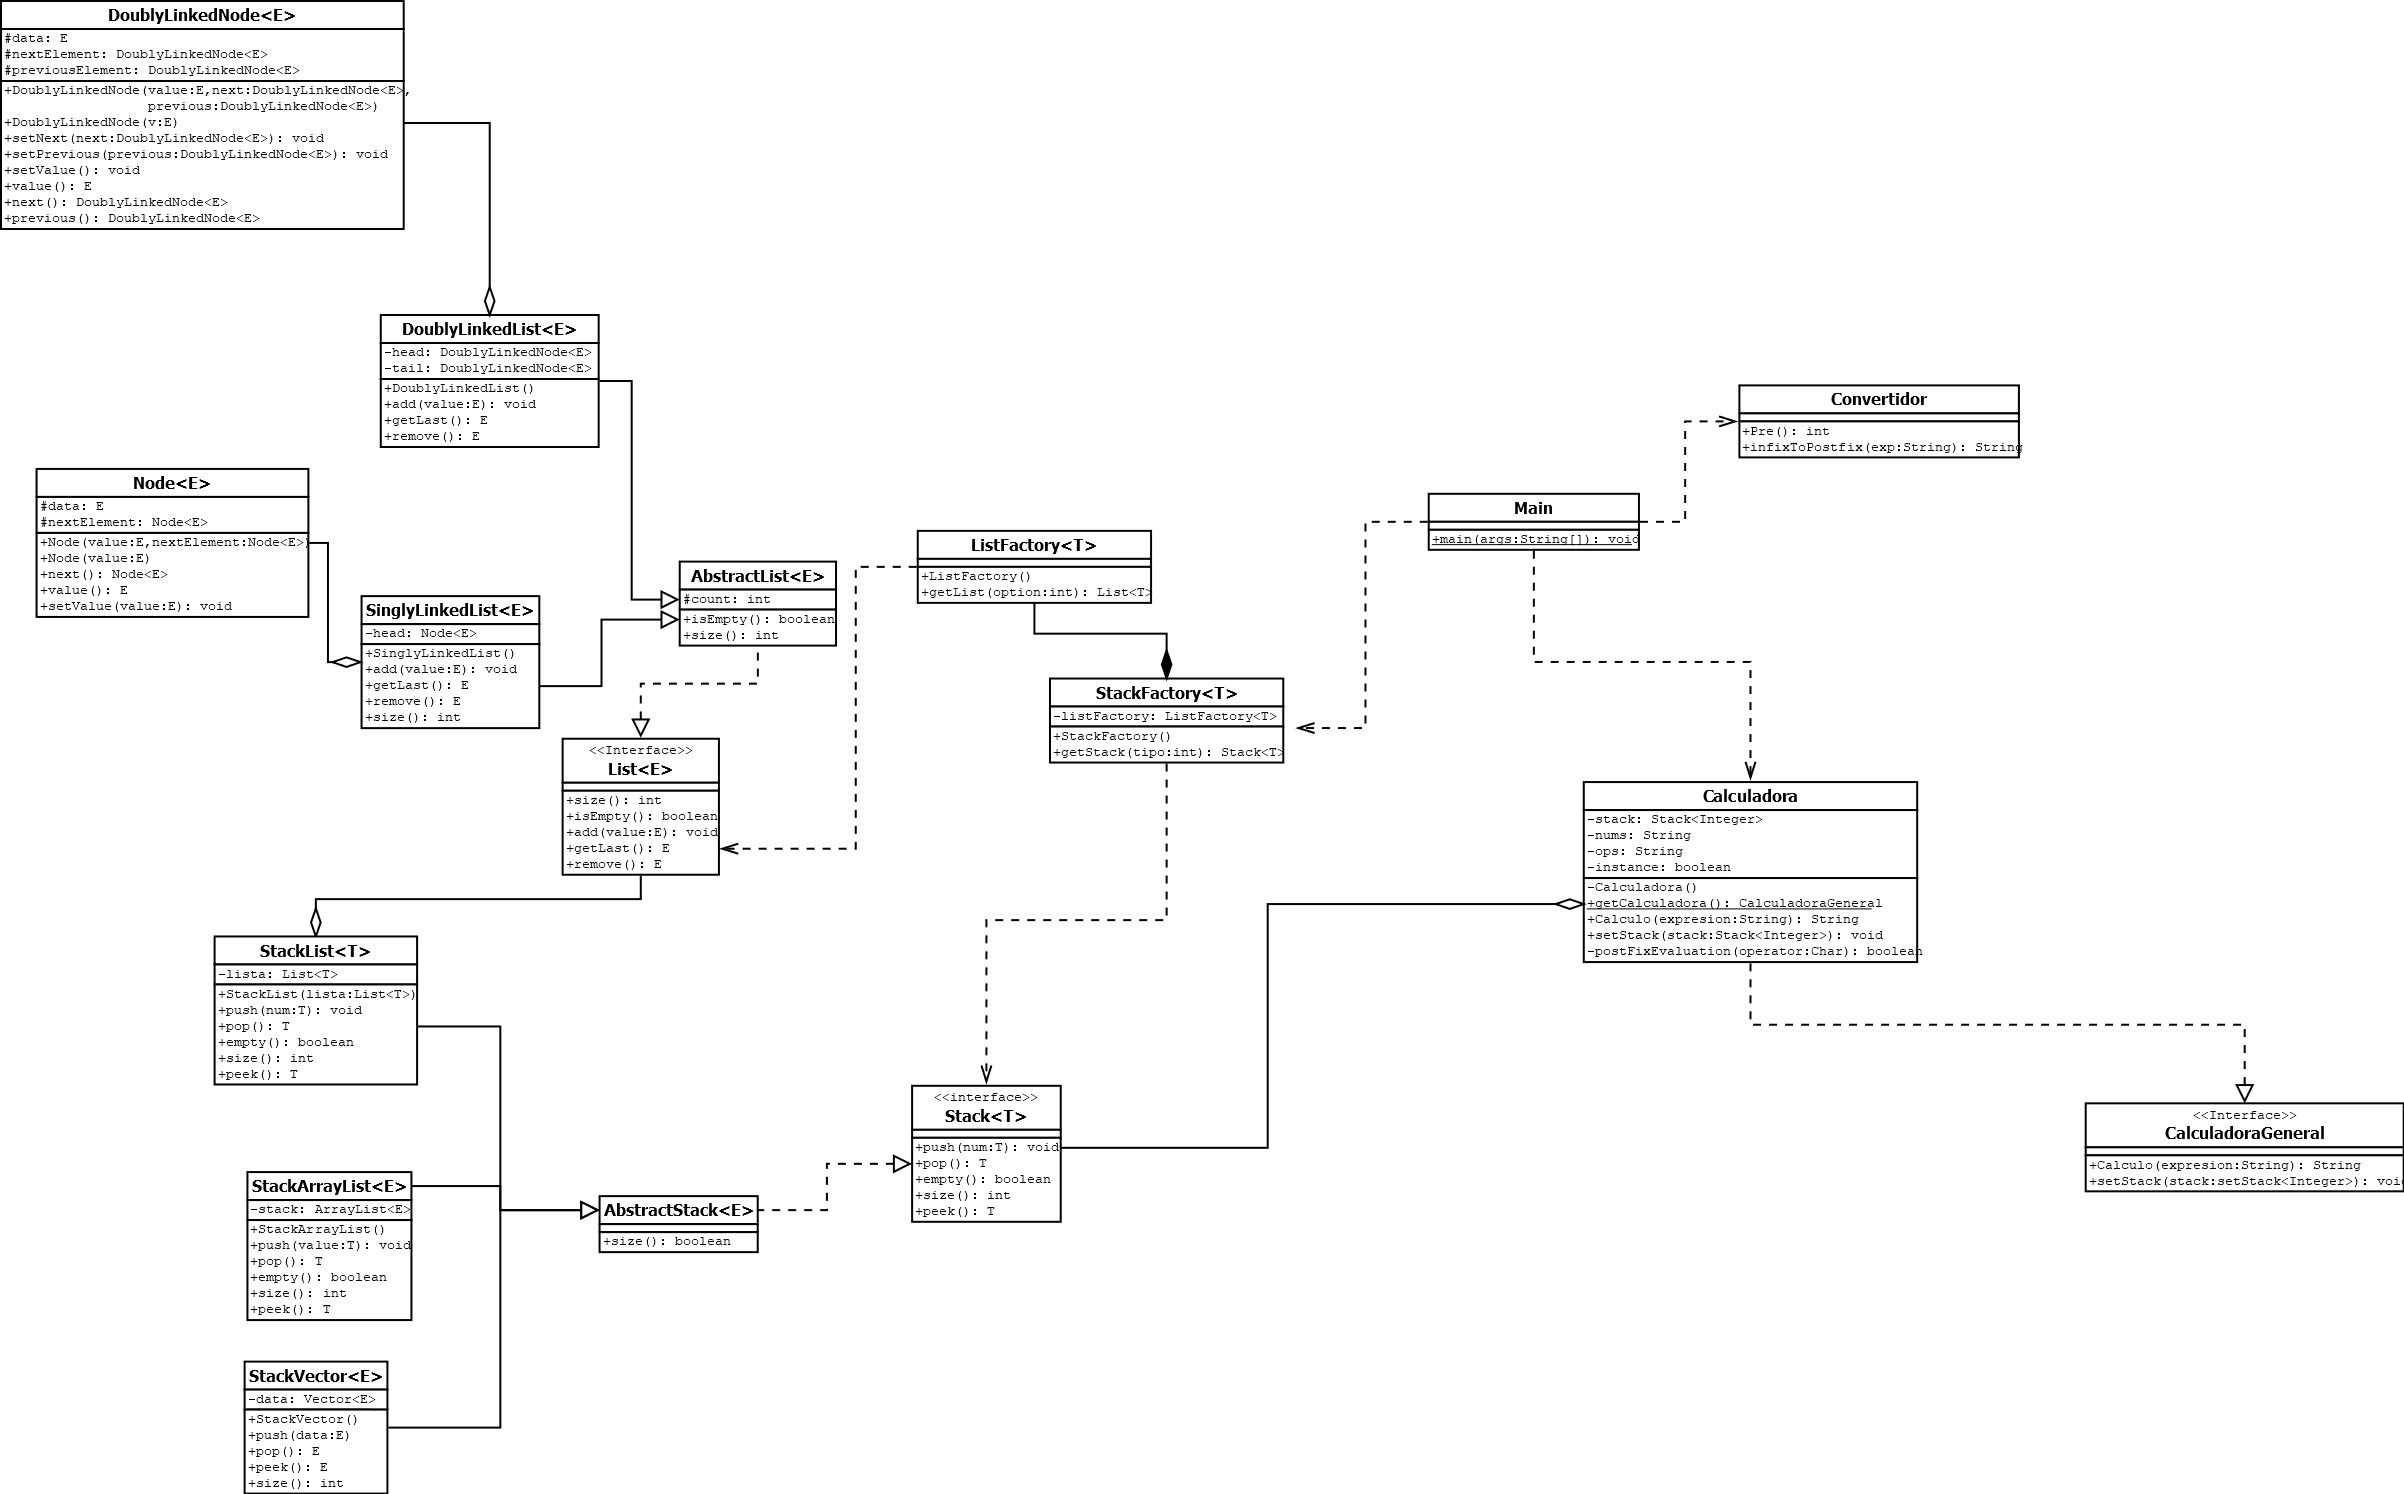 DoublyLinkedNode<E>
#data: E
#nextElement: DoublyLinkedNode<E>
#previousElement: DoublyLinkedNode<E>
+DoublyLinkedNode(value:E,next:DoublyLinkedNode<E>,
previous:DoublyLinkedNode<E>)
+DoublyLinkedNode(v:E)
+setNext(next:DoublyLinkedNode<E>): void
+setPrevious(previous:DoublyLinkedNode<E>): void
+setValue(): void
+value(): E
+next(): DoublyLinkedNode<E>
+previous(): DoublyLinkedNode<E>
DoublyLinkedList<E>
-head: DoublyLinkedNode<E>
-tail: DoublyLinkedNode<E>
+DoublyLinkedList()
+add(value:E): void
+getLast(): E
+remove(): E
Node<E>
#data: E
#nextElement: Node<E>
+Node(value:E,nextElement:Node<E>)
+Node(value:E)
+next(): Node<E>
+value(): E
+setValue(value:E): void
SinglyLinkedList<E>
-head: Node<E>
+SinglyLinkedList()
+add(value:E): void
+getLast(): E
+remove(): E
+size(): int
AbstractList<E>
#count: int
+isEmpty(): boolean
+size(): int
<<Interface>>
List<E>
+size(): int
+isEmpty(): boolean
+add(value:E): void
+getLast(): E
+remove(): E
ListFactory<T>
+ListFactory()
+getList(option:int): List<T>
StackFactory<T>
-listFactory: ListFactory<T>
+StackFactory()
+getStack(tipo:int): Stack<T>
Main
+main(args:String[]): void
Convertidor
+Pre(): int
+infixToPostfix(exp:String): String
Calculadora
-stack: Stack<Integer>
-nums: String
-ops: String
-instance: boolean
-Calculadora()
+getCalculadora(): CalculadoraGeneral
+Calculo(expresion:String): String
+setStack(stack:Stack<Integer>): void
-postFixEvaluation(operator:Char): boolean
<<Interface>>
CalculadoraGeneral
+Calculo(expresion:String): String
+setStack(stack:setStack<Integer>): void
StackList<T>
-lista: List<T>
+StackList(lista:List<T>)
+push(num:T): void
+pop(): T
+empty(): boolean
+size(): int
+peek(): T
<<interface>>
Stack<T>
+push(num:T): void
+pop(): T
+empty(): boolean
+size(): int
+peek(): T
StackArrayList<E>
-stack: ArrayList<E>
+StackArrayList()
+push(value:T): void
+pop(): T
+empty(): boolean
+size(): int
+peek(): T
AbstractStack<E>
+size(): boolean
StackVector<E>
-data: Vector<E>
+StackVector()
+push(data:E)
+pop(): E
+peek(): E
+size(): int